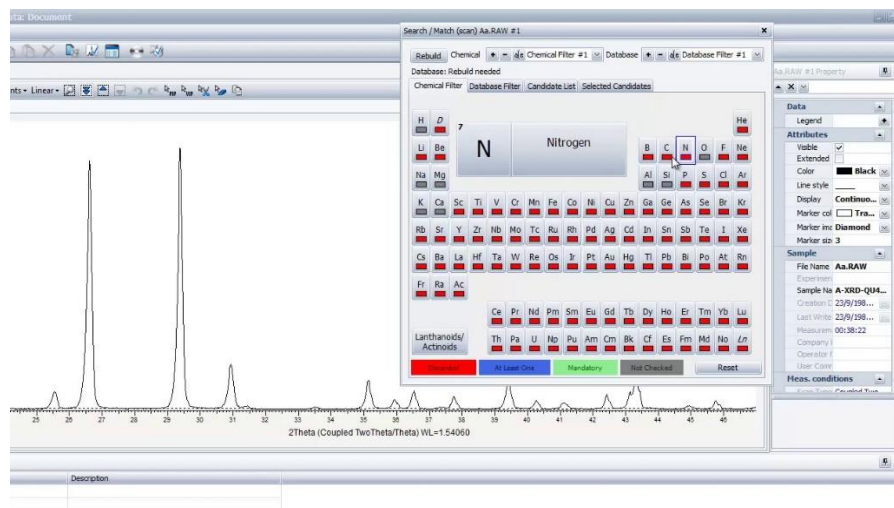 ata: Document
Search / Match (scan) Aa.RAW #1
Rebuild Chemical + - Chemical Filter #1 Database + - Database Filter #1
Database: Rebuild needed
Chemical Filter Database Filter Candidate List Selected Candidates
nts Linear
H D He
7
N Nitrogen
Li Be B C N O F Ne
Na Mg Al Si P S Cl Ar
K Ca Sc Ti V Cr Mn Fe Co Ni Cu Zn Ga Ge As Se Br Kr
Rb Sr Y Zr Nb Mo Tc Ru Rh Pd Ag Cd In Sn Sb Te I Xe
Cs Ba La Hf Ta W Re Os Ir Pt Au Hg Tl Pb Bi Po At Rn
Fr Ra Ac
Ce Pr Nd Pm Sm Eu Gd Tb Dy Ho Er Tm Yb Lu
Lanthanoids/
Actinoids
Th Pa U Np Pu Am Cm Bk Cf Es Fm Md No Ln
Discarded At Least One Mandatory Not Checked Reset
Aa.RAW #1 Property
Data
Legend
Attributes
Visible
Extended
Color Black
Line style
Display Continuo...
Marker col Tra...
Marker ima Diamond
Marker siz 3
Sample
File Name Aa.RAW
Sample Na A-XRD-QU4...
Creation D 23/9/198...
Last Write 23/9/198...
Measurem 00:38:22
Company
Operator
User Com
Meas. conditions
25 26 27 28 29 30 31 32 33 34 35 36 37 38 39 40 41 42 43 44 45 46
2Theta (Coupled TwoTheta/Theta) WL=1.54060
Description